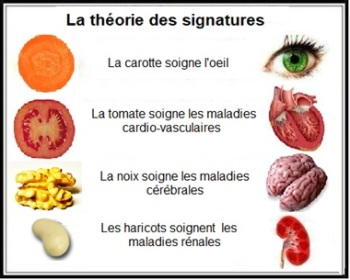 La théorie des signatures
La carotte soigne l'oeil
La tomate soigne les maladies
cardio-vasculaires
La noix soigne les maladies
cérébrales
Les haricots soignent les
maladies rénales